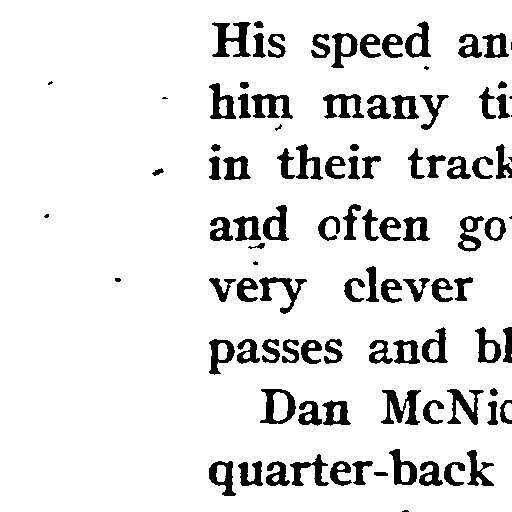 His speed an
him many ti
in their track
and often go
very clever
passes and bl
Dan McNic
quarter-back